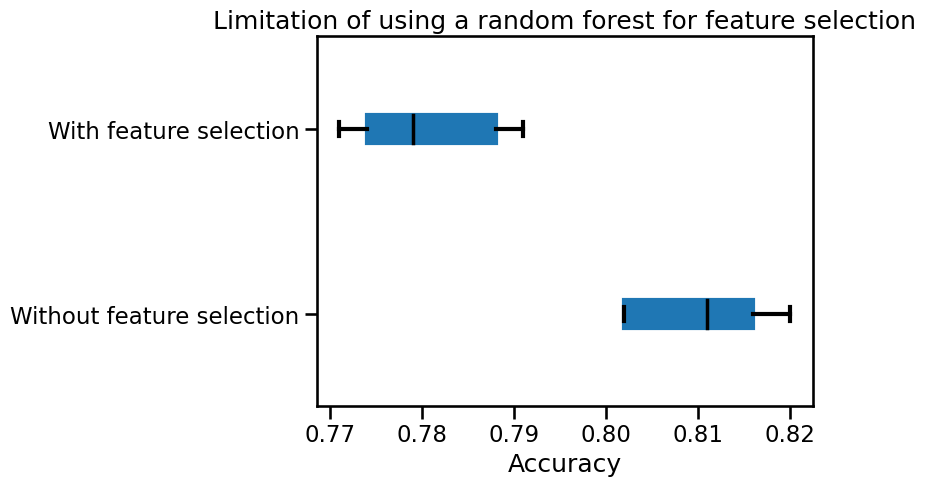 Limitation of using a random forest for feature selection
With feature selection
Without feature selection
0.77 0.78 0.79 0.80 0.81 0.82
Accuracy